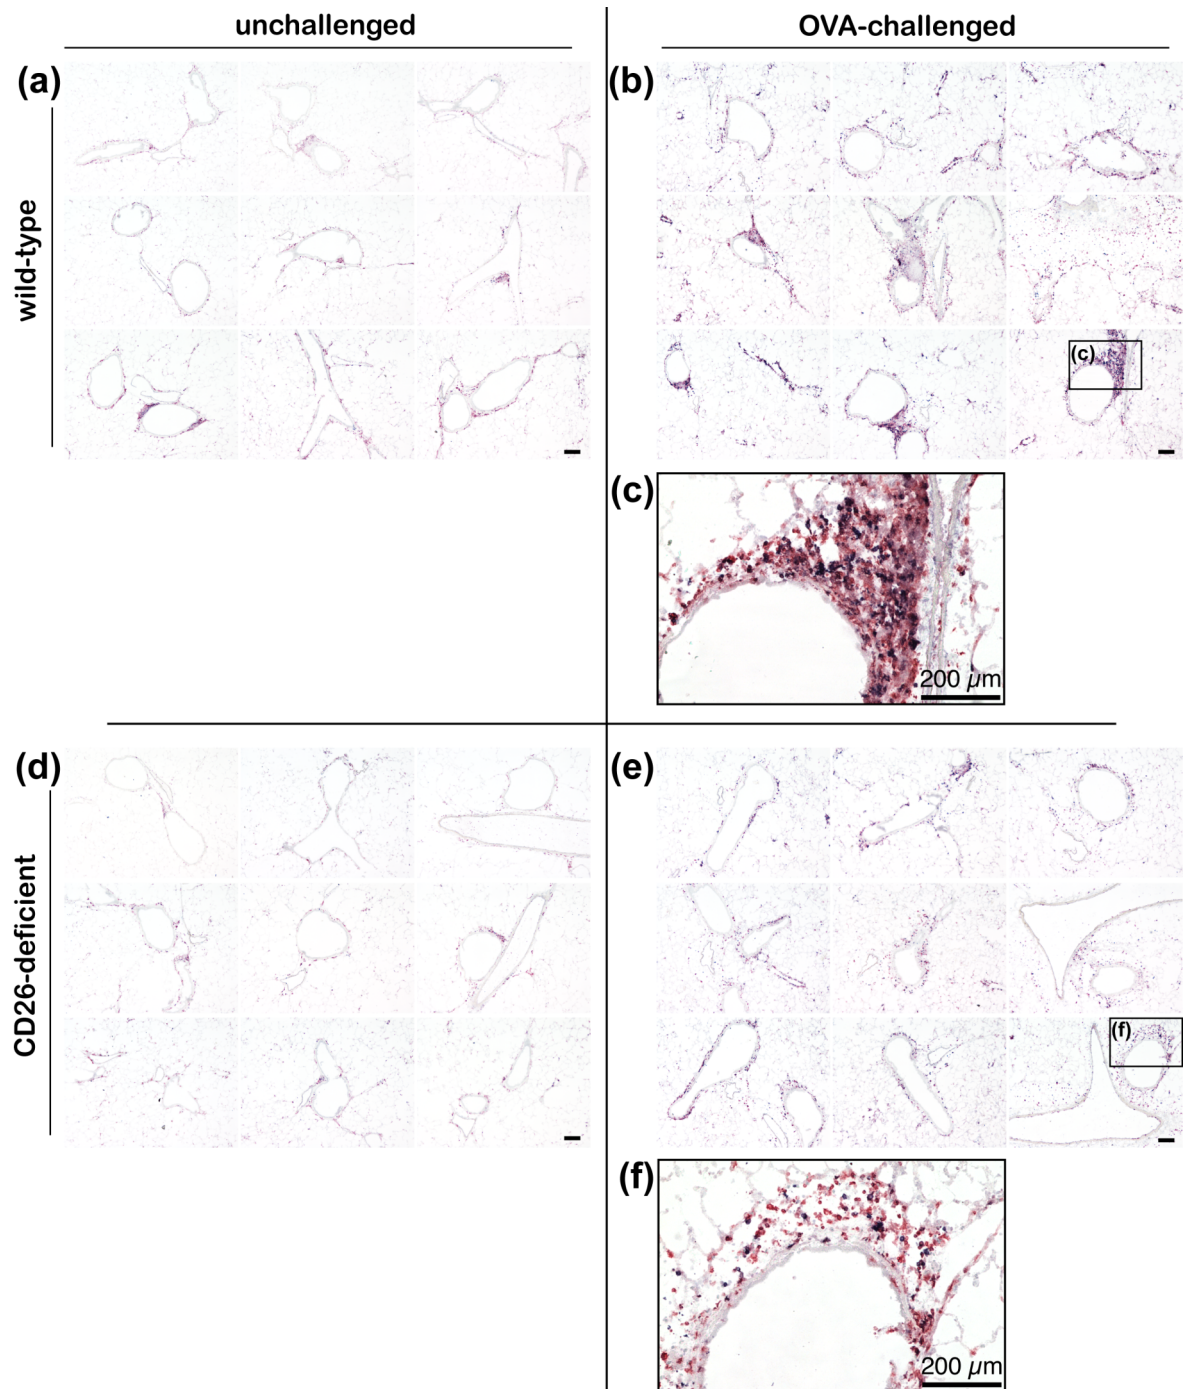 unchallenged
OVA-challenged
(a)
(b)
wild-type
(c)
(c)
200 µm
(d)
(e)
CD26-deficient
(f)
(f)
200 µm